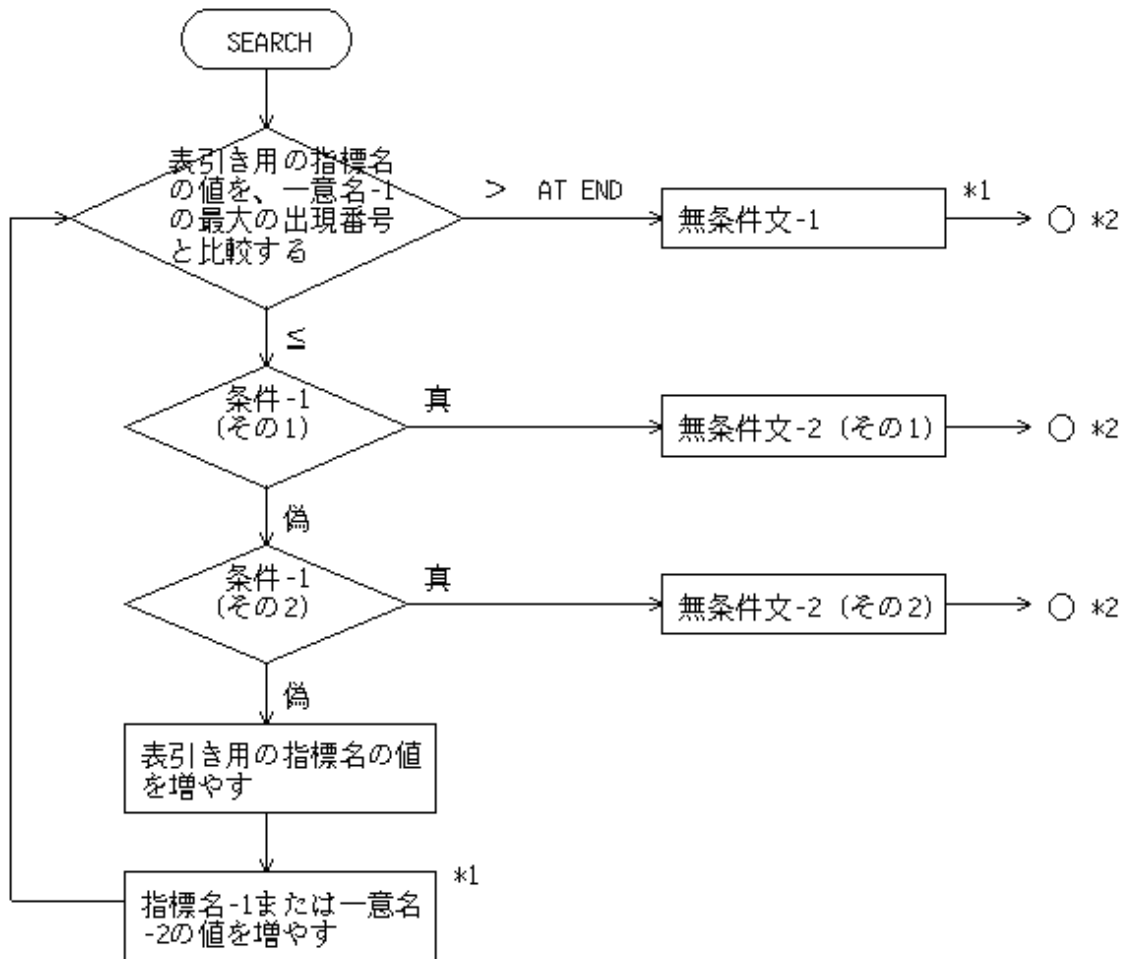 SEARCH
表引き用の指標名
の値を、一意名-1
の最大の出現番号
と比較する
> AT END
無条件文-1
*1
*2
≦
条件-1
(その1)
真
無条件文-2 (その1)
*2
偽
条件-1
(その2)
真
無条件文-2 (その2)
*2
偽
表引き用の指標名の値
を増やす
指標名-1または一意名
-2の値を増やす
*1